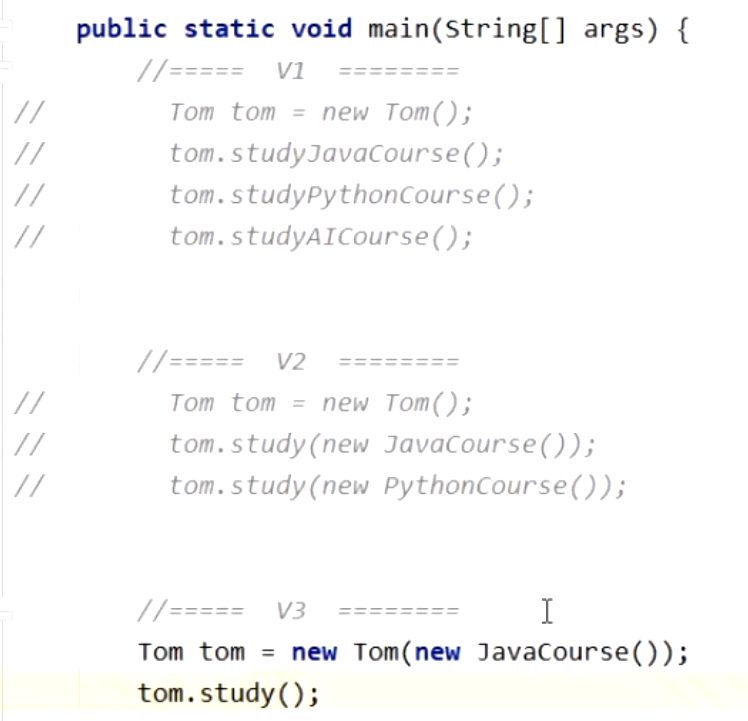 public static void main(String[] args) {
//===== V1 ========
// Tom tom = new Tom();
// tom.studyJavaCourse();
// tom.studyPythonCourse();
// tom.studyAICourse();
//===== V2 ========
// Tom tom = new Tom();
// tom.study(new JavaCourse());
// tom.study(new PythonCourse());
//===== V3 ========
Tom tom = new Tom(new JavaCourse());
tom.study();